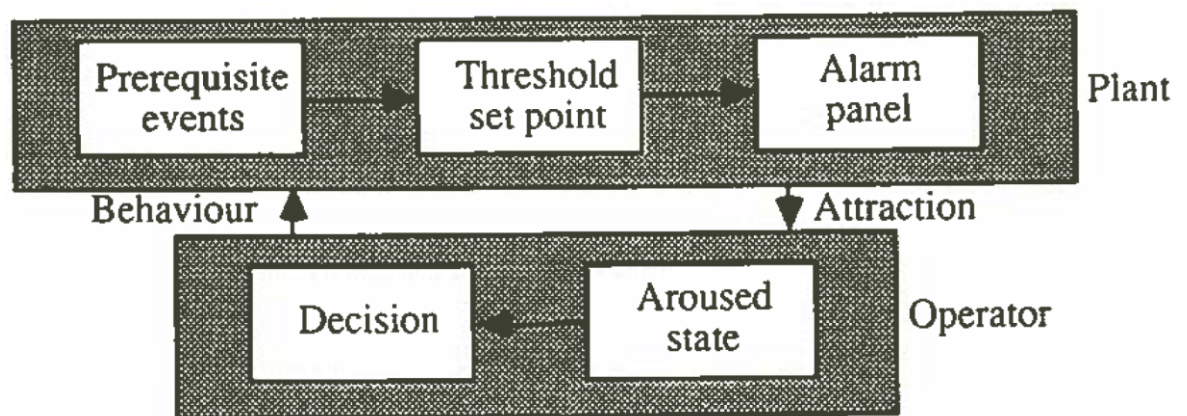 Prerequisite
events
Threshold
set point
Alarm
panel
Plant
Behaviour
Attraction
Decision
Aroused
state
Operator